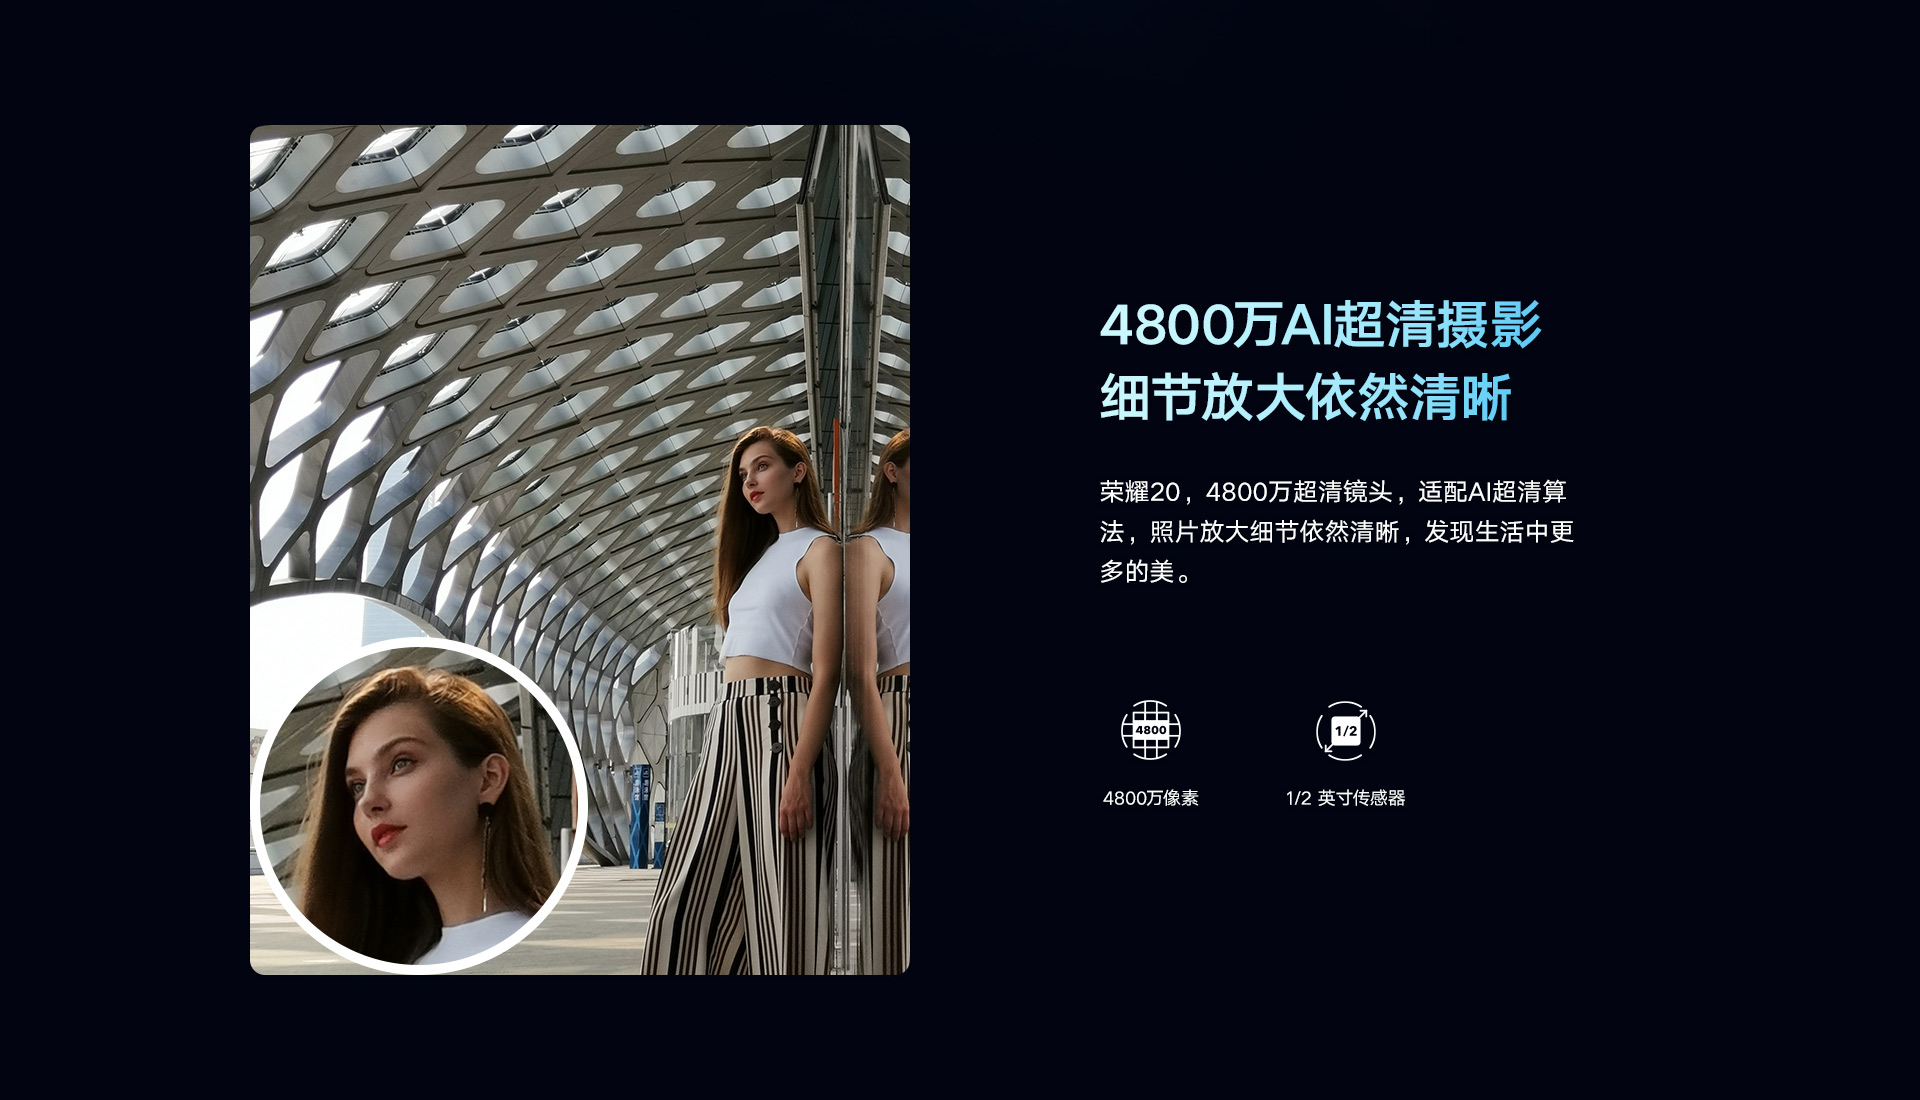 4800万AI超清摄影
细节放大依然清晰
荣耀20，4800万超清镜头，适配AI超清算
法，照片放大细节依然清晰，发现生活中更
多的美。
4800
1/2
4800万像素
1/2 英寸传感器